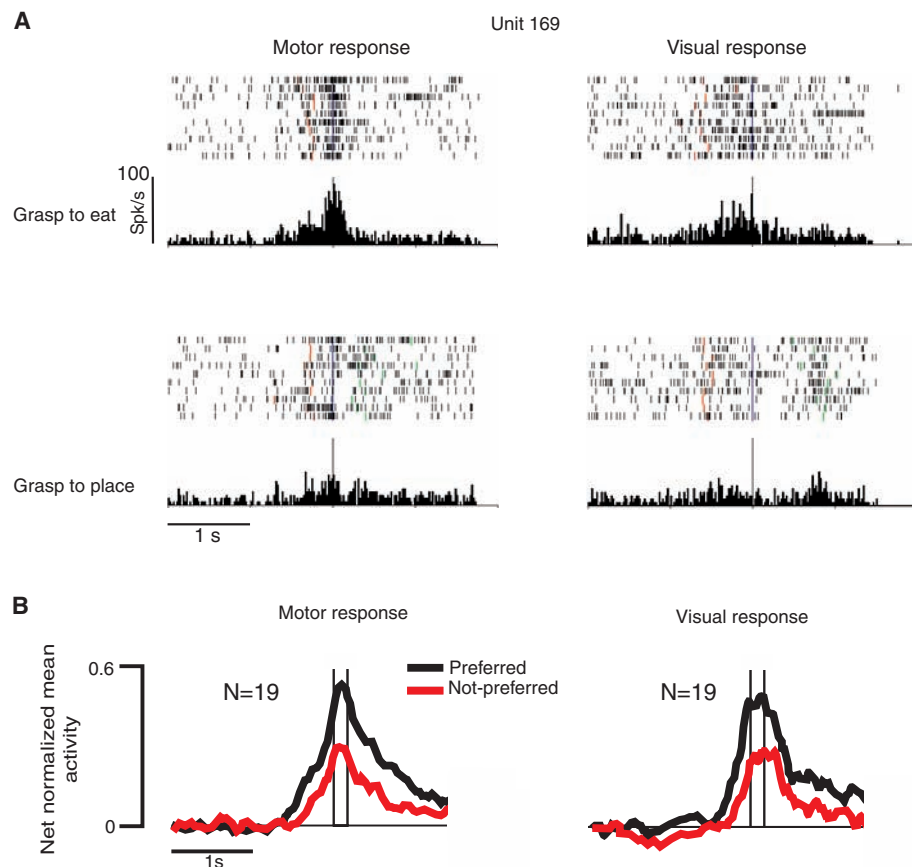 A
Unit 169
Motor response
Visual response
100
Spk/s
Grasp to eat
Grasp to place
1 s
B
Motor response
Visual response
Net normalized mean
activity
0.6
0
N=19
Preferred
Not-preferred
N=19
1s